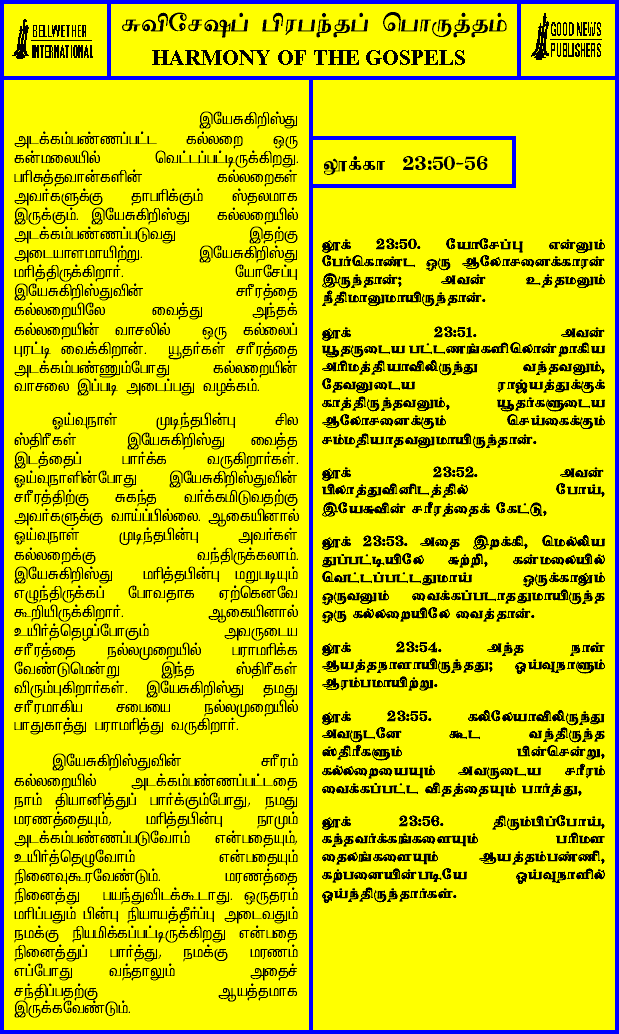 BELLWETHER
INTERNATIONAL
சுவிசேஷப் பிரபந்தப் பொருத்தம்
HARMONY OF THE GOSPELS
GOOD NEWS
PUBLISHERS
இயேசுகிறிஸ்து
அடக்கம்பண்ணப்பட்ட கல்லறை ஒரு
கன்மலையில் வெட்டப்பட்டிருக்கிறது.
பரிசுத்தவான்களின் கல்லறைகள்
அவர்களுக்கு தாபரிக்கும் ஸ்தலமாக
இருக்கும். இயேசுகிறிஸ்து கல்லறையில்
அடக்கம்பண்ணப்படுவது இதற்கு
அடையாளமாயிற்று. இயேசுகிறிஸ்து
மரித்திருக்கிறார். யோசேப்பு
இயேசுகிறிஸ்துவின் சரீரத்தை
கல்லறையிலே வைத்து அந்தக்
கல்லறையின் வாசலில் ஒரு கல்லைப்
புரட்டி வைக்கிறான். யூதர்கள் சரீரத்தை
அடக்கம்பண்ணும்போது கல்லறையின்
வாசலை இப்படி அடைப்பது வழக்கம்.
ஓய்வுநாள் முடிந்தபின்பு சில
ஸ்திரீகள் இயேசுகிறிஸ்து வைத்த
இடத்தைப் பார்க்க வருகிறார்கள்.
ஓய்வுநாளின்போது இயேசுகிறிஸ்துவின்
சரீரத்திற்கு சுகந்த வர்க்கமிடுவதற்கு
அவர்களுக்கு வாய்ப்பில்லை. ஆகையினால்
ஓய்வுநாள் முடிந்தபின்பு அவர்கள்
கல்லறைக்கு வந்திருக்கலாம்.
இயேசுகிறிஸ்து மரித்தபின்பு மறுபடியும்
எழுந்திருக்கப் போவதாக ஏற்கெனவே
கூறியிருக்கிறார். ஆகையினால்
உயிர்த்தெழப்போகும் அவருடைய
சரீரத்தை நல்லமுறையில் பராமரிக்க
வேண்டுமென்று இந்த ஸ்திரீகள்
விரும்புகிறார்கள். இயேசுகிறிஸ்து தமது
சரீரமாகிய சபையை நல்லமுறையில்
பாதுகாத்து பராமரித்து வருகிறார்.
இயேசுகிறிஸ்துவின் சரீரம்
கல்லறையில் அடக்கம்பண்ணப்பட்டதை
நாம் தியானித்துப் பார்க்கும்போது, நமது
மரணத்தையும், மரித்தபின்பு நாமும்
அடக்கம்பண்ணப்படுவோம் என்பதையும்,
உயிர்த்தெழுவோம் என்பதையும்
நினைவுகூரவேண்டும். மரணத்தை
நினைத்து பயந்துவிடக்கூடாது. ஒருதரம்
மரிப்பதும் பின்பு நியாயத்தீர்ப்பு அடைவதும்
நமக்கு நியமிக்கப்பட்டிருக்கிறது என்பதை
நினைத்துப் பார்த்து, நமக்கு மரணம்
எப்போது வந்தாலும் அதைச்
சந்திப்பதற்கு ஆயத்தமாக
இருக்கவேண்டும்.
லூக்கா 23:50-56
லூக் 23:50. யோசேப்பு என்னும்
பேர்கொண்ட ஒரு ஆலோசனைக்காரன்
இருந்தான்; அவன் உத்தமனும்
நீதிமானுமாயிருந்தான்.
லூக் 23:51. அவன்
யூதருடைய பட்டணங்களிலொன்றாகிய
அரிமத்தியாவிலிருந்து வந்தவனும்,
தேவனுடைய ராஜ்யத்துக்குக்
காத்திருந்தவனும், யூதர்களுடைய
ஆலோசனைக்கும் செய்கைக்கும்
சம்மதியாதவனுமாயிருந்தான்.
லூக் 23:52. அவன்
பிலாத்துவினிடத்தில் போய்,
இயேசுவின் சரீரத்தைக் கேட்டு,
லூக் 23:53. அதை இறக்கி, மெல்லிய
துப்பட்டியிலே சுற்றி, கன்மலையில்
வெட்டப்பட்டதுமாய் ஒருக்காலும்
ஒருவனும் வைக்கப்படாததுமாயிருந்த
ஒரு கல்லறையிலே வைத்தான்.
லூக் 23:54. அந்த நாள்
ஆயத்தநாளாயிருந்தது; ஓய்வுநாளும்
ஆரம்பமாயிற்று.
லூக் 23:55. கலிலேயாவிலிருந்து
அவருடனே கூட வந்திருந்த
ஸ்திரீகளும் பின்சென்று,
கல்லறையையும் அவருடைய சரீரம்
வைக்கப்பட்ட விதத்தையும் பார்த்து,
லூக் 23:56. திரும்பிப்போய்,
கந்தவர்க்கங்களையும் பரிமள
தைலங்களையும் ஆயத்தம்பண்ணி,
கற்பனையின்படியே ஓய்வுநாளில்
ஓய்ந்திருந்தார்கள்.